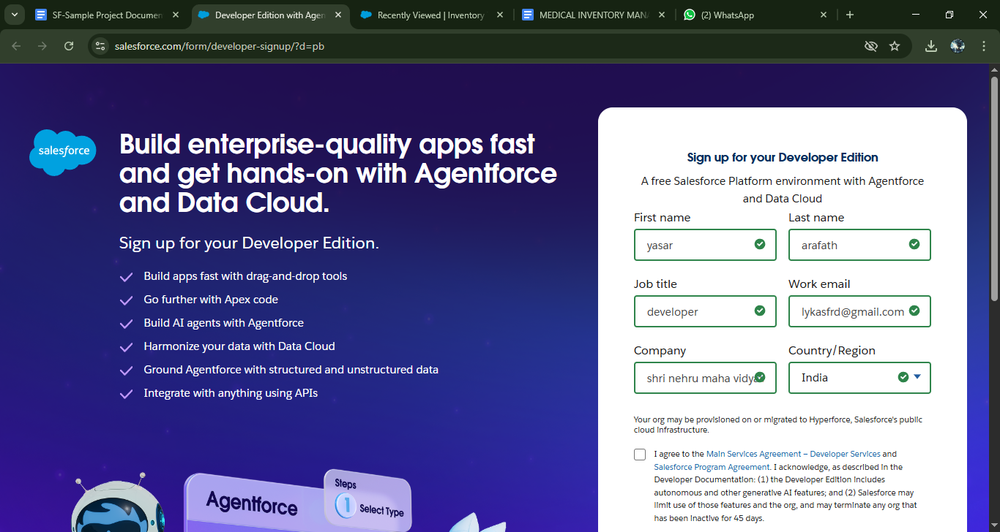 SF-Sample Project Documen
Developer Edition with Agen
Recently Viewed | Inventory
MEDICAL INVENTORY MAN
(2) WhatsApp
salesforce.com/form/developer-signup/?d=pb
salesforce
Build enterprise-quality apps fast
and get hands-on with Agentforce
and Data Cloud.
Sign up for your Developer Edition.
Build apps fast with drag-and-drop tools
Go further with Apex code
Build AI agents with Agentforce
Harmonize your data with Data Cloud
Ground Agentforce with structured and unstructured data
Integrate with anything using APIs
Agentforce
Steps
1 Select Type
Sign up for your Developer Edition
A free Salesforce Platform environment with Agentforce
and Data Cloud
First name Last name
yasar arafath
Job title Work email
developer lykasfrd@gmail.com
Company Country/Region
shri nehru maha vidya India
Your org may be provisioned on or migrated to Hyperforce, Salesforce's public
cloud infrastructure.
I agree to the Main Services Agreement – Developer Services and
Salesforce Program Agreement. I acknowledge, as described in the
Developer Documentation: (1) the Developer Edition includes
autonomous and other generative AI features; and (2) Salesforce may
limit use of those features and the org, and may terminate any org that
has been inactive for 45 days.